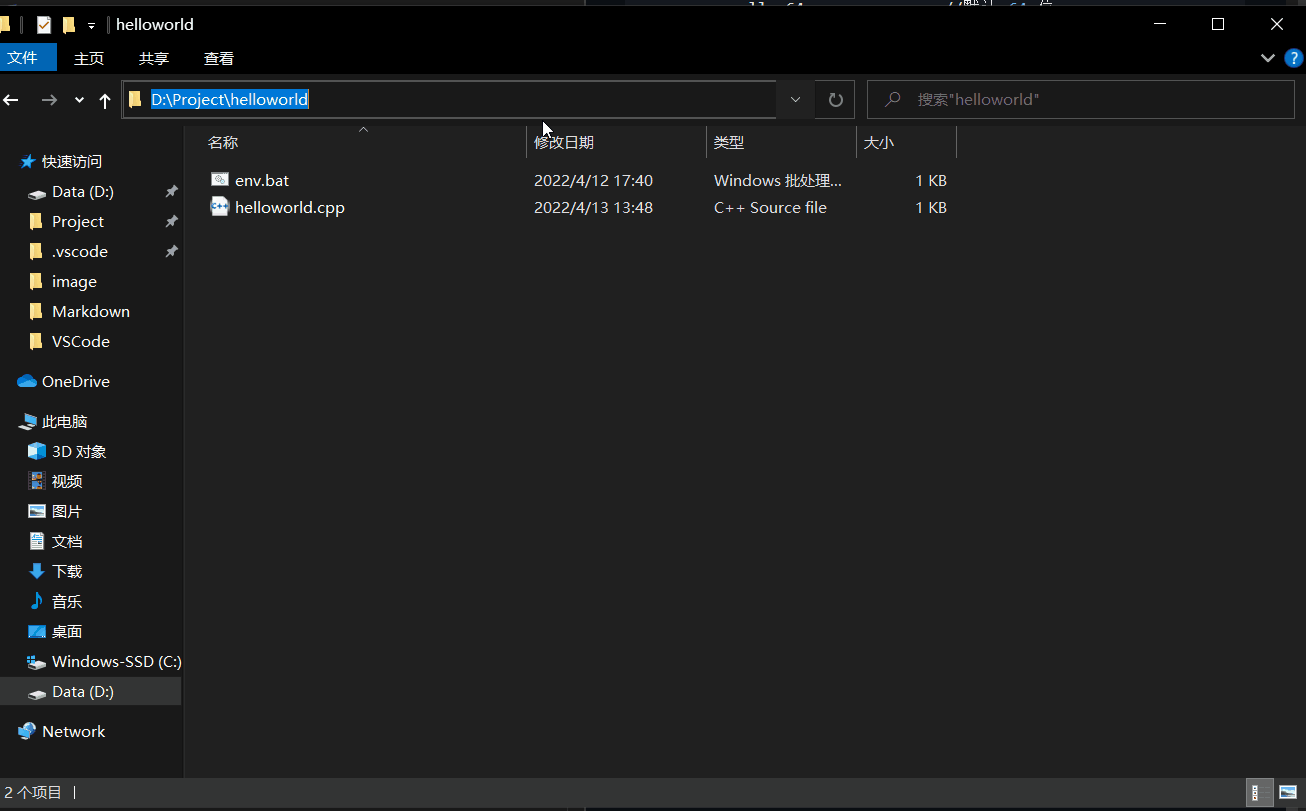 helloworld
文件 主页 共享 查看
D:\Project\helloworld 搜索"helloworld"
名称 修改日期 类型 大小
env.bat 2022/4/12 17:40 Windows 批处理... 1 KB
helloworld.cpp 2022/4/13 13:48 C++ Source file 1 KB
快速访问
Data (D:)
Project
.vscode
image
Markdown
VSCode
OneDrive
此电脑
3D 对象
视频
图片
文档
下载
音乐
桌面
Windows-SSD (C:)
Data (D:)
Network
2 个项目